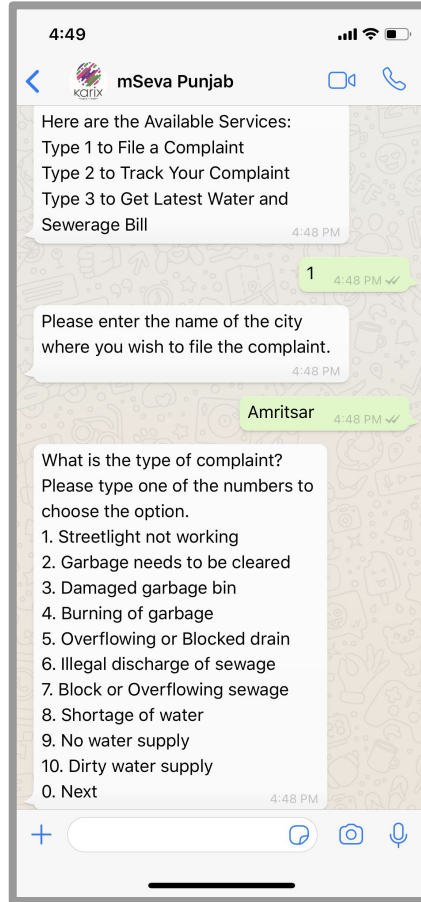 4:49
karix
mSeva Punjab
Here are the Available Services:
Type 1 to File a Complaint
Type 2 to Track Your Complaint
Type 3 to Get Latest Water and
Sewerage Bill
4:48 PM
1
4:48 PM
Please enter the name of the city
where you wish to file the complaint.
4:48 PM
Amritsar
4:48 PM
What is the type of complaint?
Please type one of the numbers to
choose the option.
1. Streetlight not working
2. Garbage needs to be cleared
3. Damaged garbage bin
4. Burning of garbage
5. Overflowing or Blocked drain
6. Illegal discharge of sewage
7. Block or Overflowing sewage
8. Shortage of water
9. No water supply
10. Dirty water supply
0. Next
4:48 PM